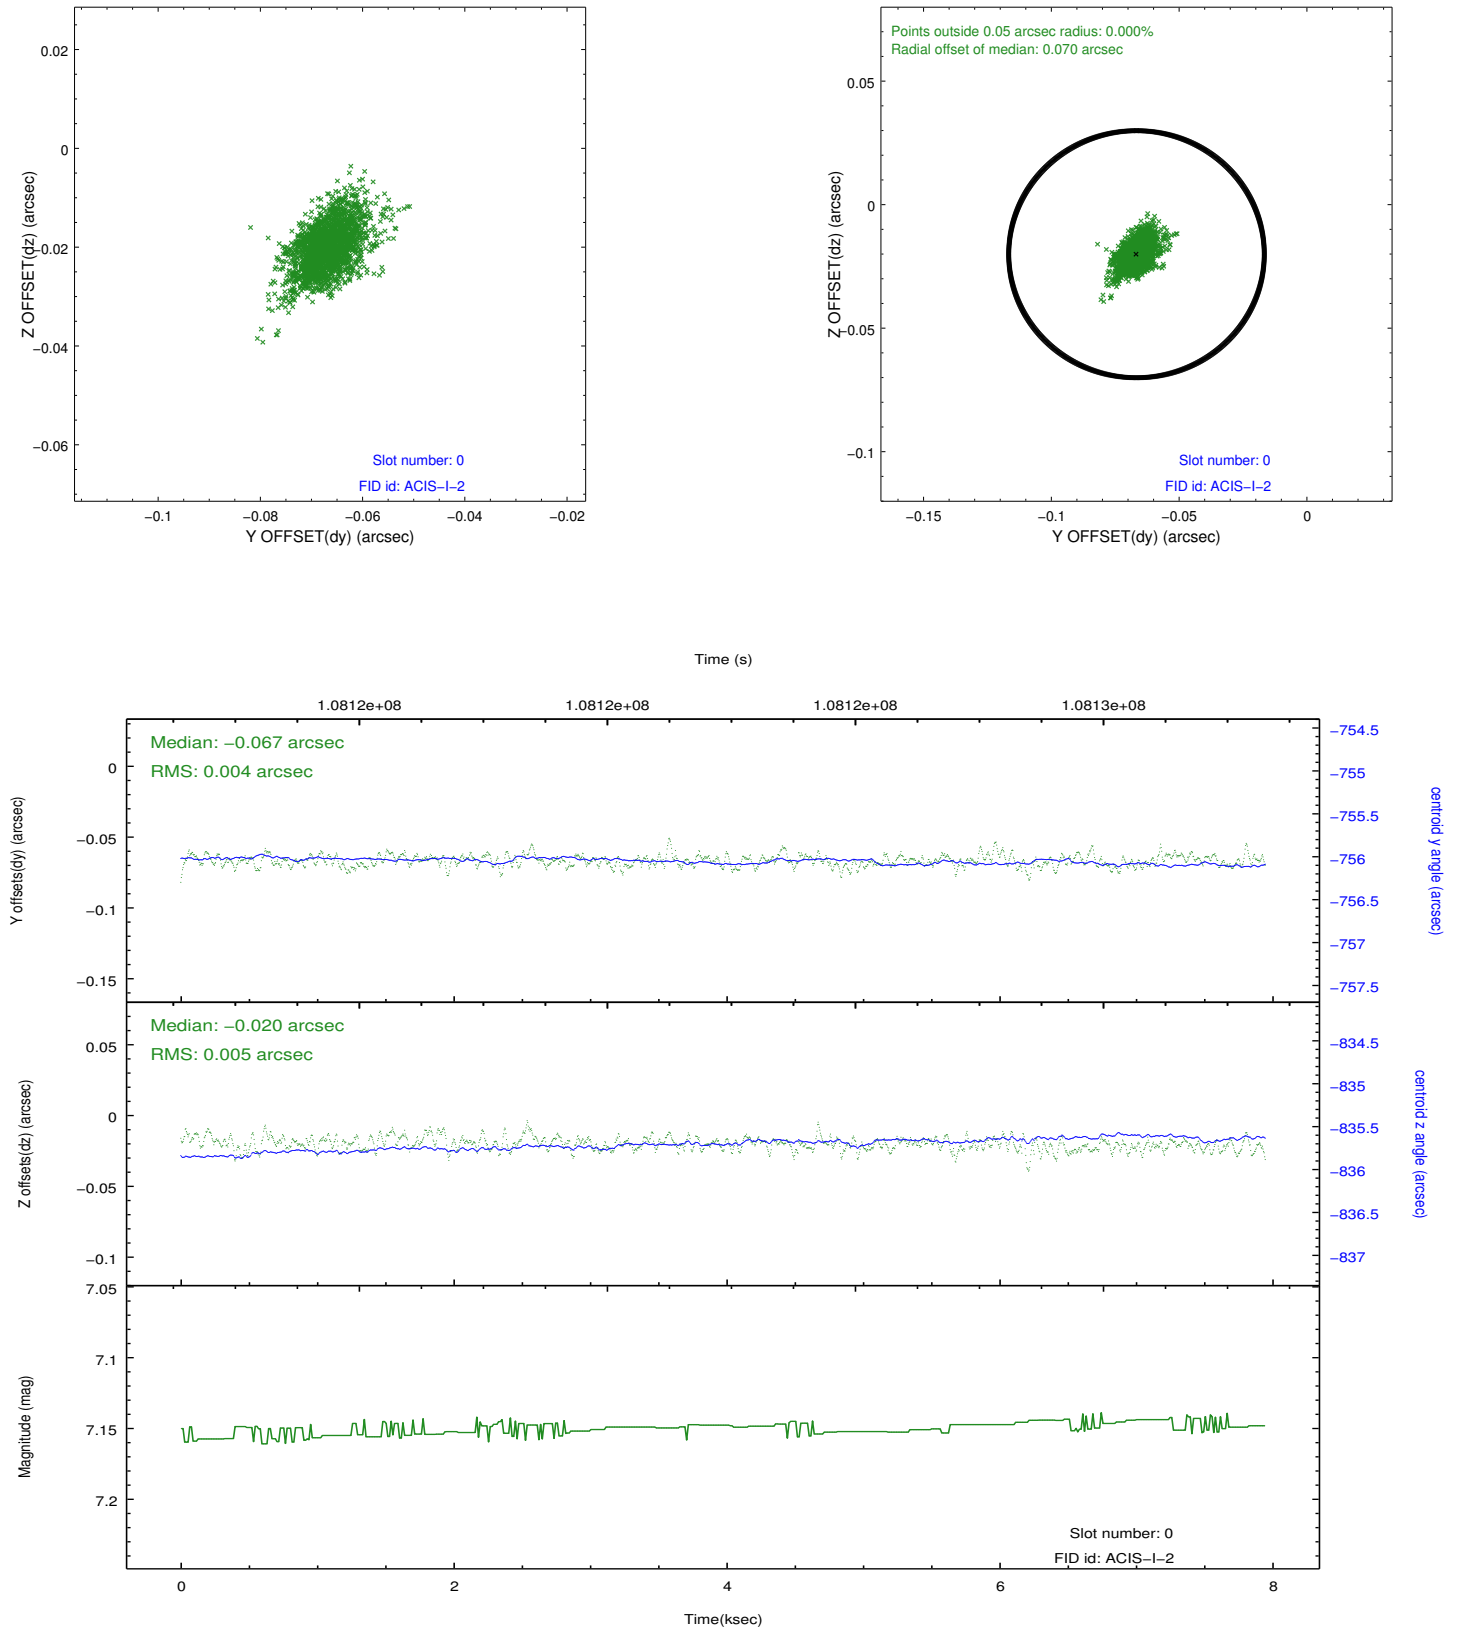 0.02
0
−0.02
−0.04
−0.06
Z OFFSET(dz) (arcsec)
Slot number: 0
FID id: ACIS−I−2
−0.1
−0.08
−0.06
−0.04
−0.02
Y OFFSET(dy) (arcsec)
Points outside 0.05 arcsec radius: 0.000%
Radial offset of median: 0.070 arcsec
0.05
0
−0.05
−0.1
Z OFFSET(dz) (arcsec)
Slot number: 0
FID id: ACIS−I−2
−0.15
−0.1
−0.05
0
Y OFFSET(dy) (arcsec)
Time (s)
1.0812e+08
1.0812e+08
1.0812e+08
1.0813e+08
Median: −0.067 arcsec
RMS: 0.004 arcsec
0
−0.05
−0.1
−0.15
Y offsets(dy) (arcsec)
−754.5
−755
−755.5
−756
−756.5
−757
−757.5
centroid y angle (arcsec)
Median: −0.020 arcsec
RMS: 0.005 arcsec
0.05
0
−0.05
−0.1
Z offsets(dz) (arcsec)
−834.5
−835
−835.5
−836
−836.5
−837
centroid z angle (arcsec)
7.05
7.1
7.15
7.2
Magnitude (mag)
Slot number: 0
FID id: ACIS−I−2
0
2
4
6
8
Time(ksec)